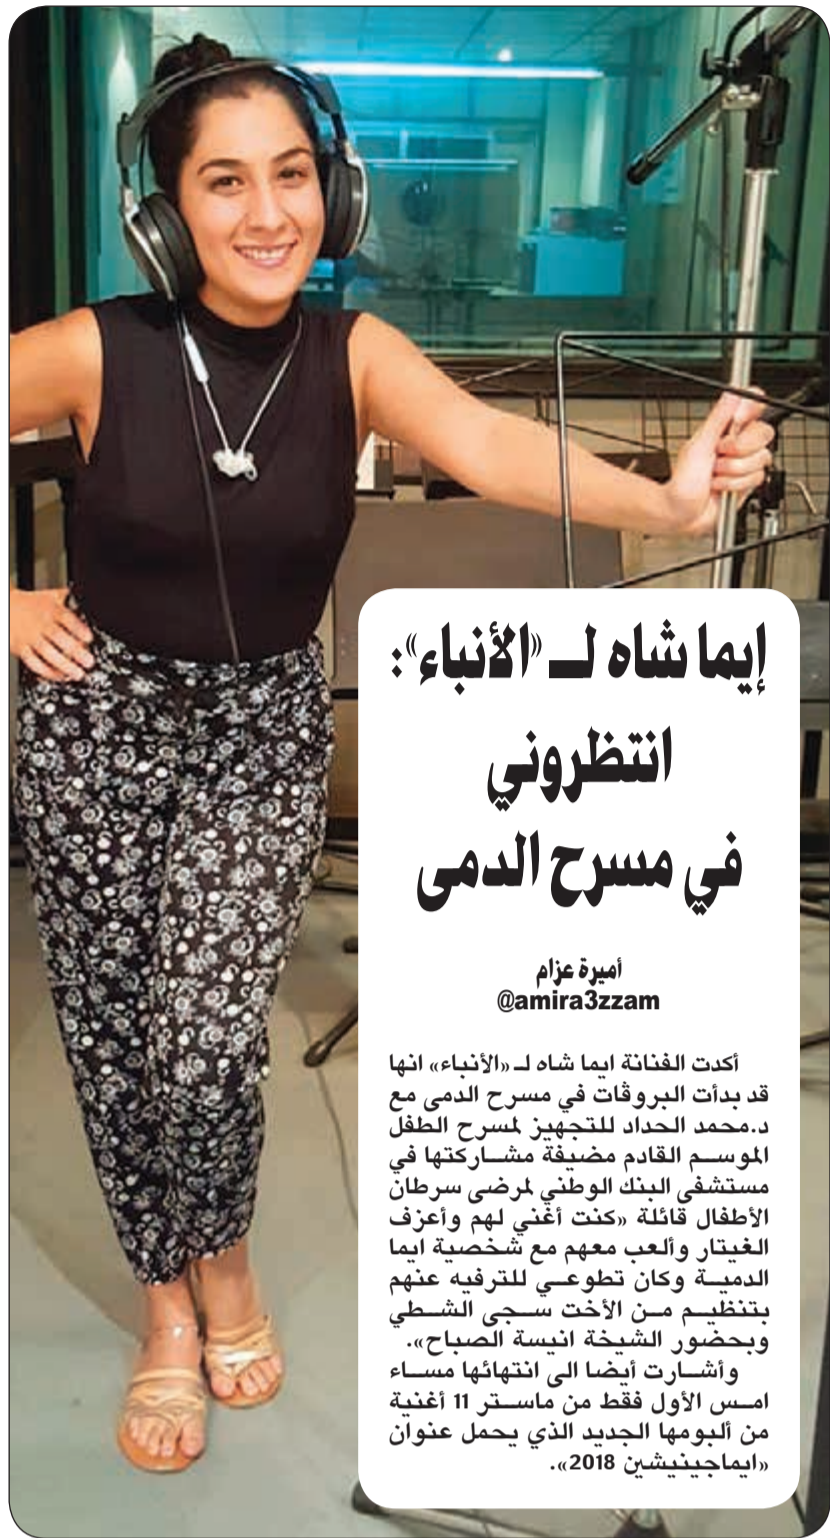 إيما شاه لـ «الأنباء»:
انتظروني
في مسرح الدمى
أميرة عزام
@amira3zzam
أكدت الفنانة ايما شاه لـ «الأنباء» انها
قد بدأت البروڤات في مسرح الدمى مع
د.محمد الحداد للتجهيز لمسرح الطفل
الموسم القادم مضيفة مشاركتها في
مستشفى البنك الوطني لمرضى سرطان
الأطفال قائلة «كنت أغني لهم وأعزف
الغيتار وألعب معهم مع شخصية ايما
الدمية وكان تطوعي للترفيه عنهم
بتنظيم من الأخت سجى الشطي
وبحضور الشيخة انيسة الصباح».
وأشارت أيضا الى انتهائها مساء
امس الأول فقط من ماستر 11 أغنية
من ألبومها الجديد الذي يحمل عنوان
«ايماجينيشين 2018».